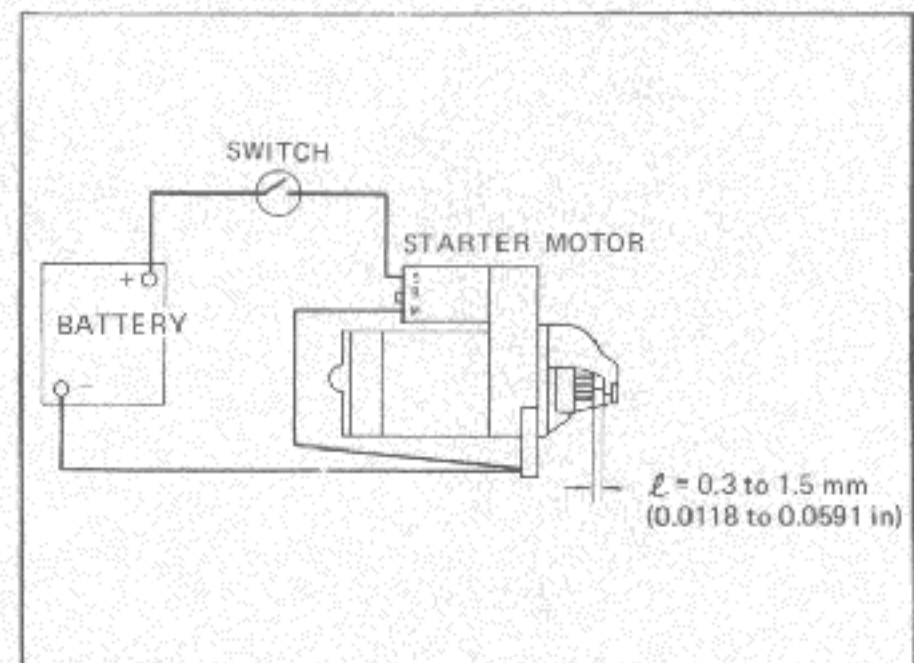 SWITCH
STARTER MOTOR
S
B
M
+
BATTERY
-
ℓ = 0.3 to 1.5 mm
(0.0118 to 0.0591 in)